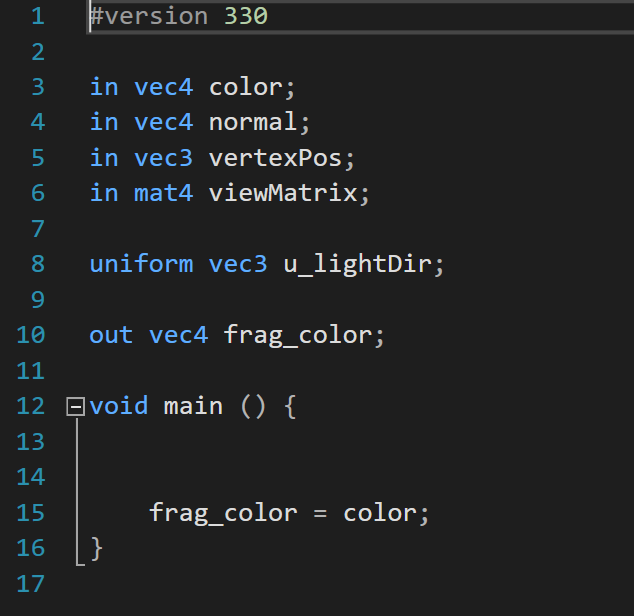 1 #version 330
2
3 in vec4 color;
4 in vec4 normal;
5 in vec3 vertexPos;
6 in mat4 viewMatrix;
7
8 uniform vec3 u_lightDir;
9
10 out vec4 frag_color;
11
12 void main () {
13
14
15     frag_color = color;
16 }
17